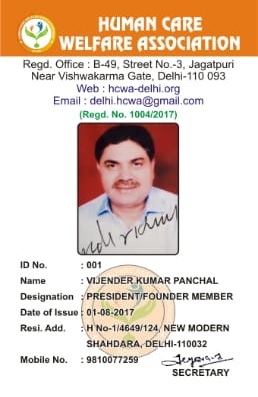 HUMAN CARE
WELFARE ASSOCIATION
Regd. Office : B-49, Street No.-3, Jagatpuri
Near Vishwakarma Gate, Delhi-110 093
Web : hcwa-delhi.org
Email : delhi.hcwa@gmail.com
(Regd. No. 1004/2017)
ID No. : 001
Name : VIJENDER KUMAR PANCHAL
Designation : PRESIDENT/FOUNDER MEMBER
Date of Issue : 01-08-2017
Resi. Add. : H No-1/4649/124, NEW MODERN
SHAHDARA, DELHI-110032
Mobile No. : 9810077259
SECRETARY